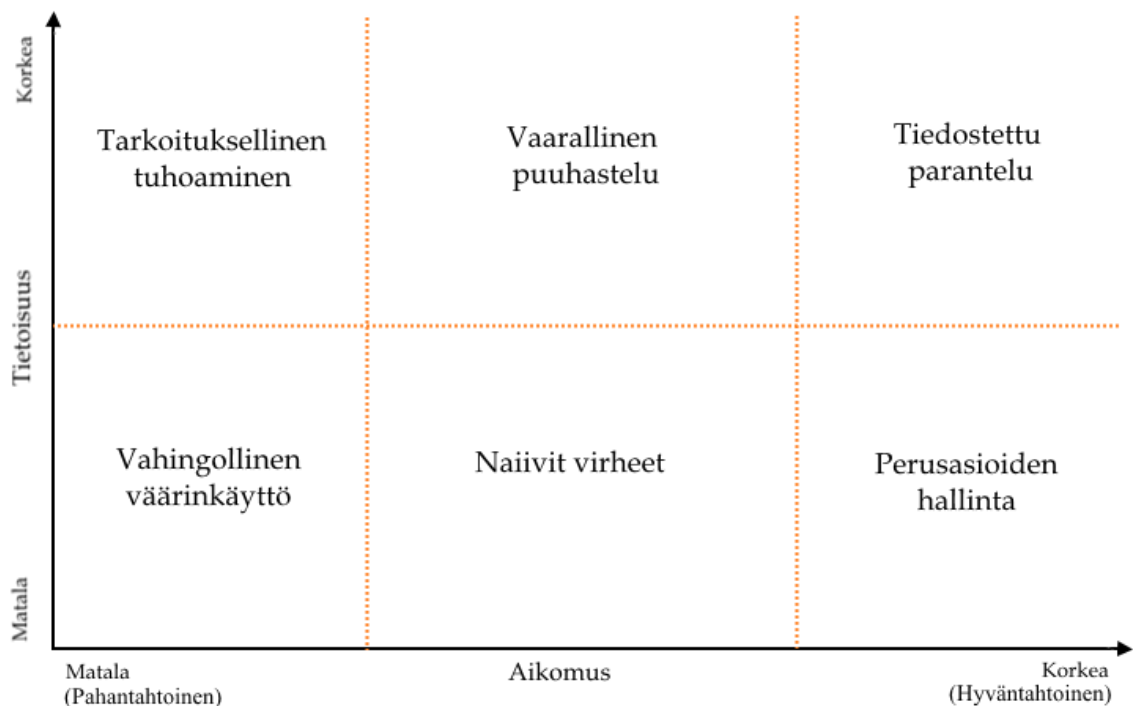 Korkea
Tietoisuus
Matala
Tarkoituksellinen
tuhoaminen
Vaarallinen
puuhastelu
Tiedostettu
parantelu
Vahingollinen
väärinkäyttö
Naiivit virheet
Perusasioiden
hallinta
Matala
(Pahantahtoinen)
Aikomus
Korkea
(Hyväntahtoinen)